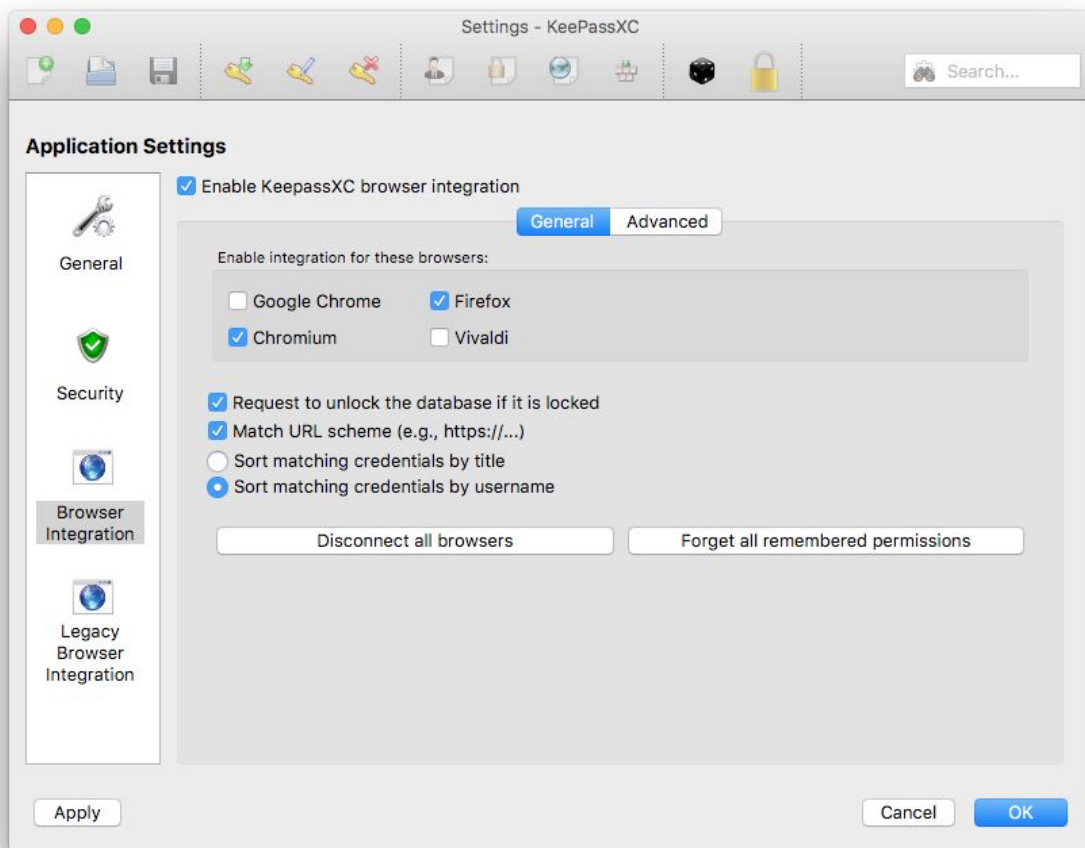 Settings - KeePassXC
Search...
Application Settings
General
Security
Browser
Integration
Legacy
Browser
Integration
Enable KeepassXC browser integration
General Advanced
Enable integration for these browsers:
Google Chrome Firefox
Chromium Vivaldi
Request to unlock the database if it is locked
Match URL scheme (e.g., https://...)
Sort matching credentials by title
Sort matching credentials by username
Disconnect all browsers Forget all remembered permissions
Apply Cancel OK